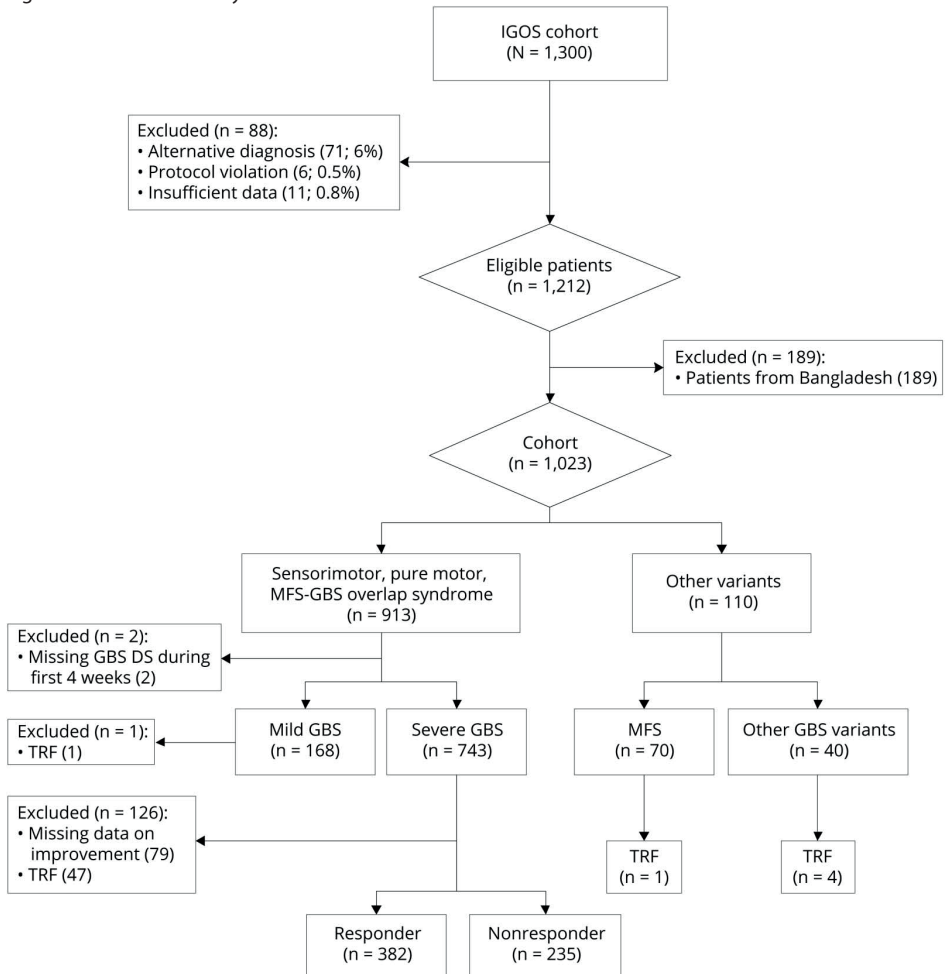 IGOS cohort
(N = 1,300)
Excluded (n = 88):
• Alternative diagnosis (71; 6%)
• Protocol violation (6; 0.5%)
• Insufficient data (11; 0.8%)
Eligible patients
(n = 1,212)
Excluded (n = 189):
• Patients from Bangladesh (189)
Cohort
(n = 1,023)
Sensorimotor, pure motor,
MFS-GBS overlap syndrome
(n = 913)
Other variants
(n = 110)
Excluded (n = 2):
• Missing GBS DS during
first 4 weeks (2)
Excluded (n = 1):
• TRF (1)
Mild GBS
(n = 168)
Severe GBS
(n = 743)
MFS
(n = 70)
Other GBS variants
(n = 40)
Excluded (n = 126):
• Missing data on
improvement (79)
• TRF (47)
TRF
(n = 1)
TRF
(n = 4)
Responder
(n = 382)
Nonresponder
(n = 235)